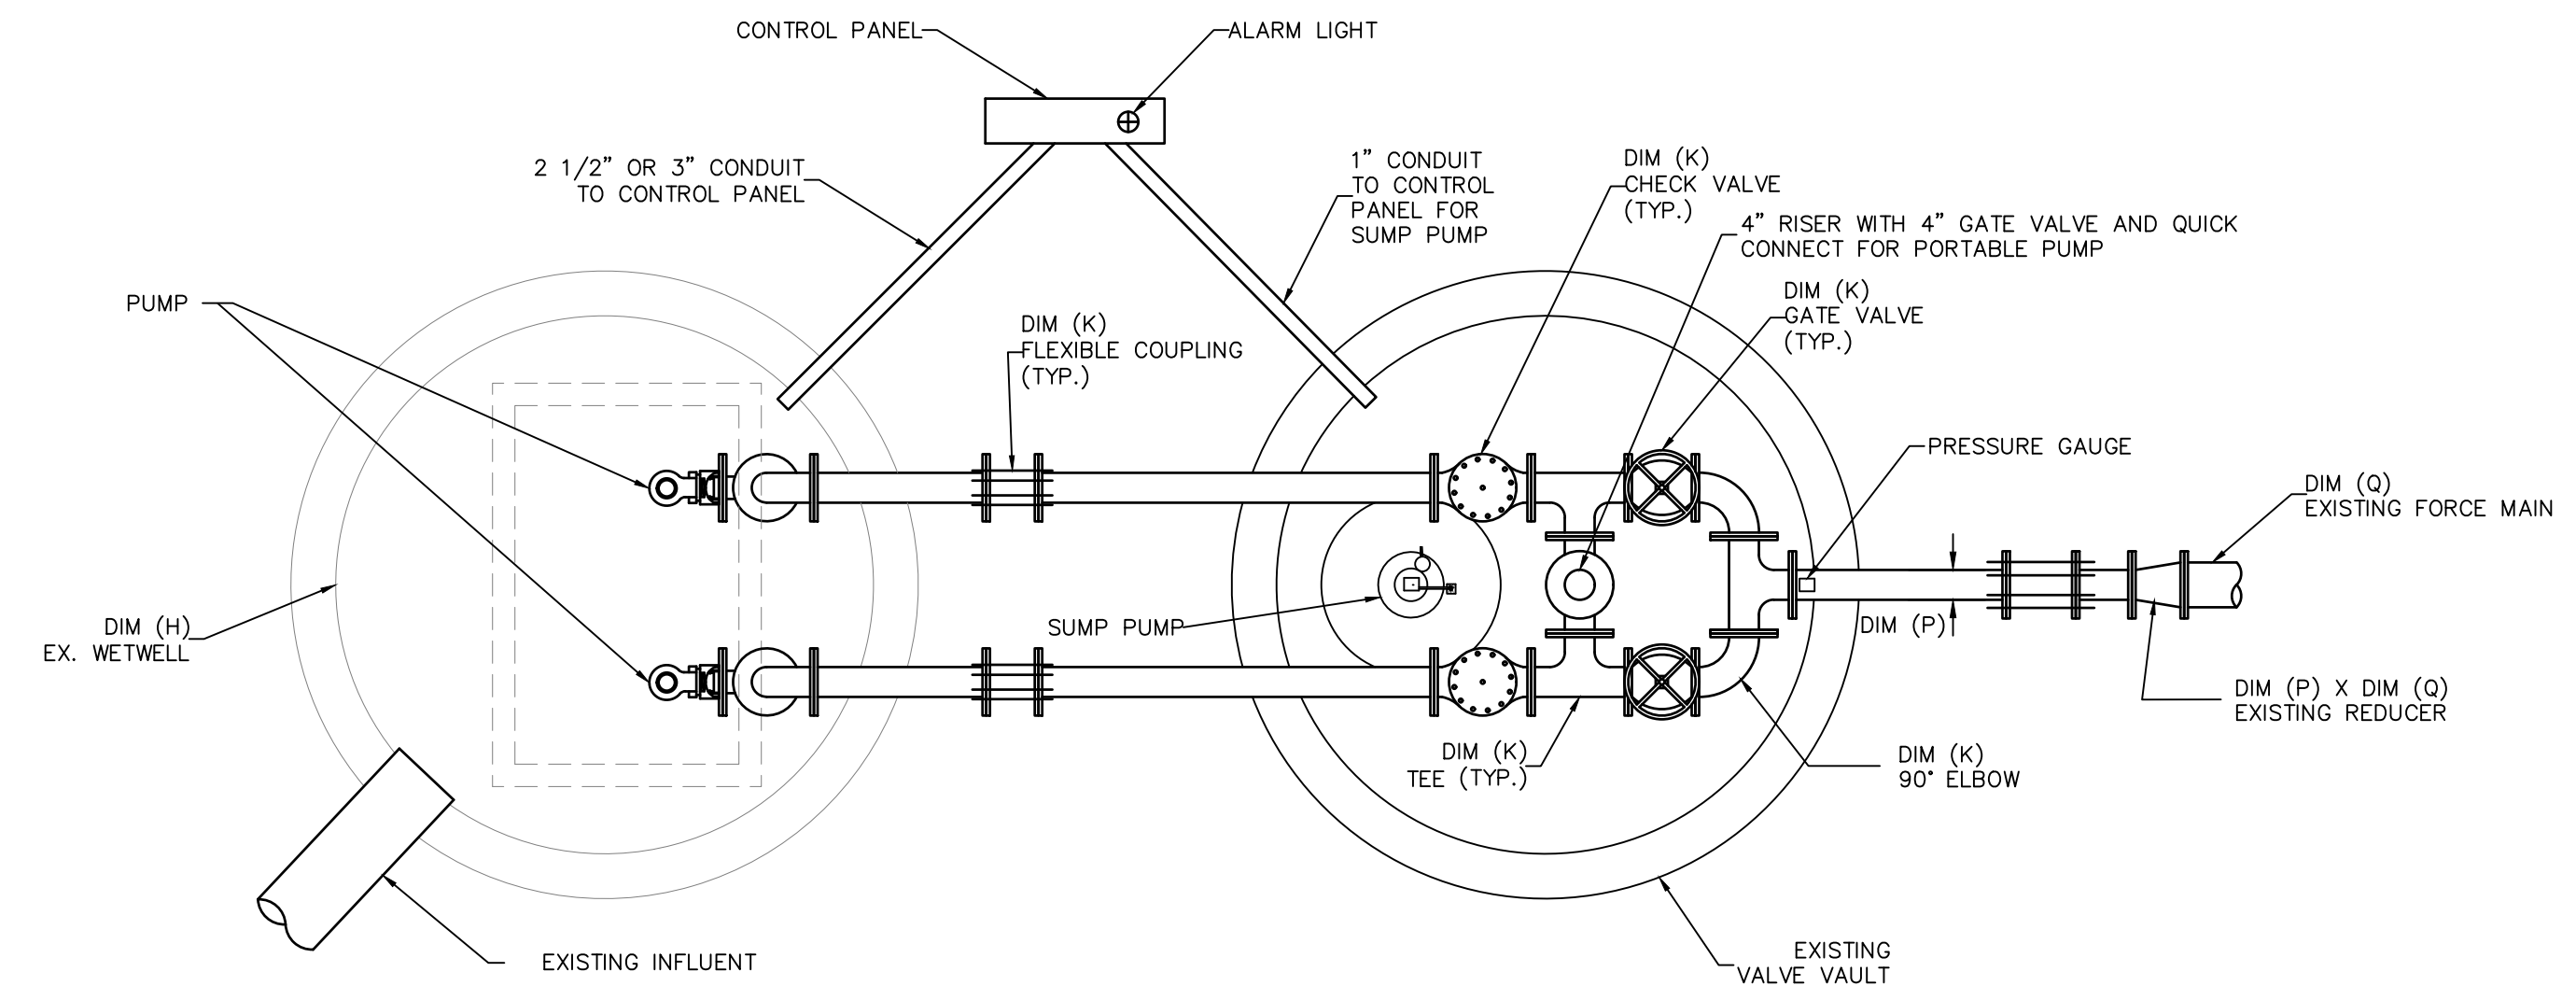 CONTROL PANEL
ALARM LIGHT
2 1/2” OR 3” CONDUIT
TO CONTROL PANEL
1” CONDUIT
TO CONTROL
PANEL FOR
SUMP PUMP
DIM (K)
CHECK VALVE
(TYP.)
4” RISER WITH 4” GATE VALVE AND QUICK
CONNECT FOR PORTABLE PUMP
DIM (K)
GATE VALVE
(TYP.)
PUMP
DIM (K)
FLEXIBLE COUPLING
(TYP.)
PRESSURE GAUGE
DIM (Q)
EXISTING FORCE MAIN
DIM (H)
EX. WETWELL
SUMP PUMP
DIM (P)
DIM (P) X DIM (Q)
EXISTING REDUCER
DIM (K)
TEE (TYP.)
DIM (K)
90° ELBOW
EXISTING INFLUENT
EXISTING
VALVE VAULT